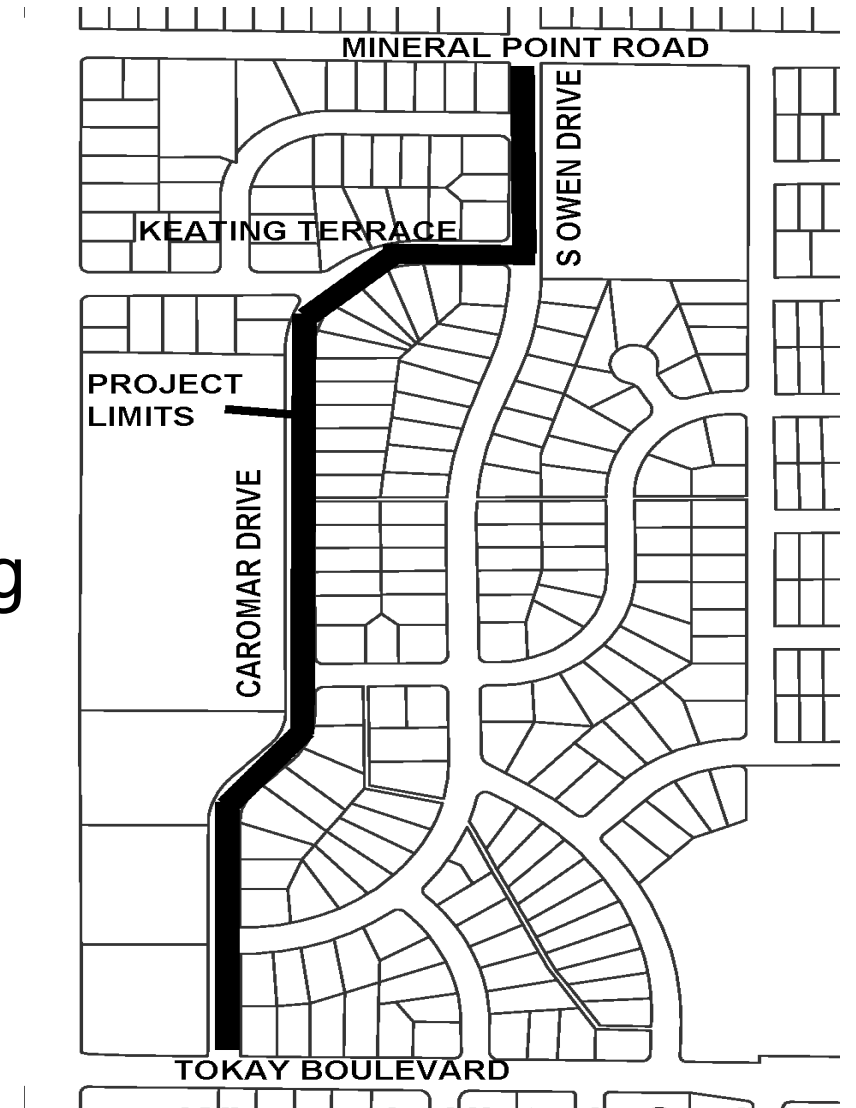 MINERAL POINT ROAD
S OWEN DRIVE
KEATING TERRACE
PROJECT
LIMITS
CAROMAR DRIVE
g
TOKAY BOULEVARD